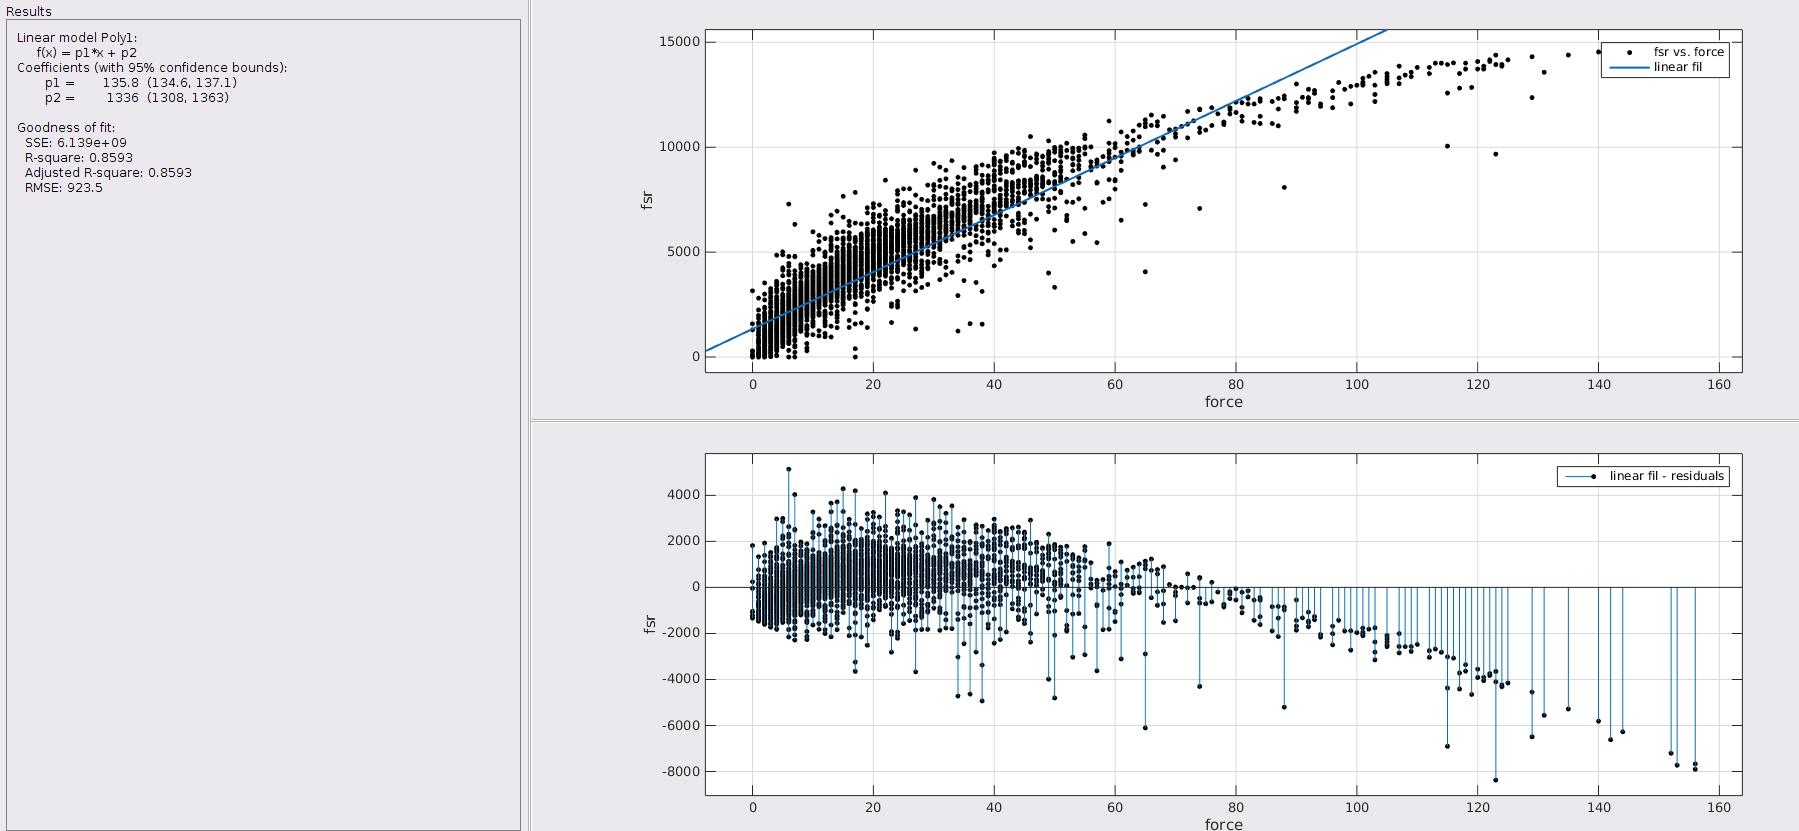 Results
Linear model Poly1:
f(x) = p1*x + p2
Coefficients (with 95% confidence bounds):
p1 = 135.8 (134.6, 137.1)
p2 = 1336 (1308, 1363)
Goodness of fit:
SSE: 6.139e+09
R-square: 0.8593
Adjusted R-square: 0.8593
RMSE: 923.5
15000
10000
5000
0
fsr
fsr vs. force
linear fil
0 20 40 60 80 100 120 140 160
force
4000
2000
0
-2000
-4000
-6000
-8000
fsr
linear fil - residuals
0 20 40 60 80 100 120 140 160
force